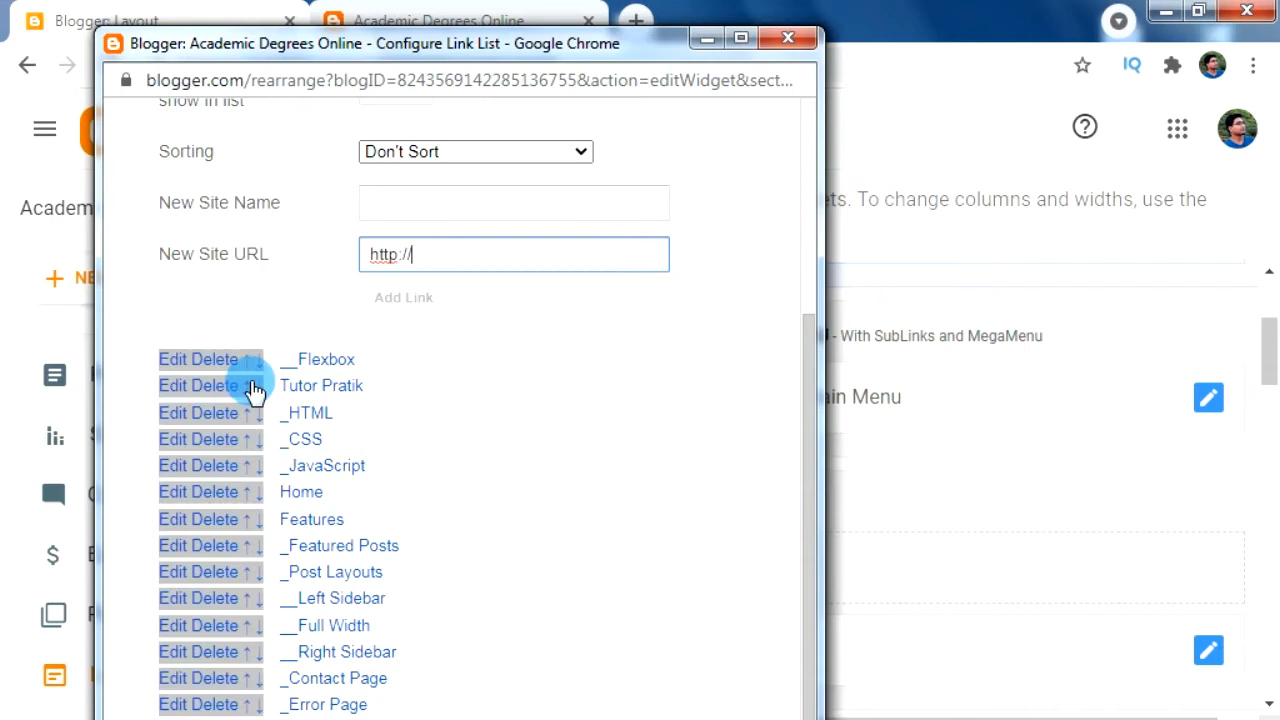 Blogger Layout
Academic Degrees Online
Blogger: Academic Degrees Online - Configure Link List - Google Chrome
blogger.com/rearrange?blogID=8243569142285136755&action=editWidget&sect...
show in list
Sorting
Don't Sort
New Site Name
New Site URL
http://
Add Link
Edit Delete ↑ ↓ __Flexbox
Edit Delete ↑ ↓ Tutor Pratik
Edit Delete ↑ ↓ _HTML
Edit Delete ↑ ↓ _CSS
Edit Delete ↑ ↓ _JavaScript
Edit Delete ↑ ↓ Home
Edit Delete ↑ ↓ Features
Edit Delete ↑ ↓ _Featured Posts
Edit Delete ↑ ↓ _Post Layouts
Edit Delete ↑ ↓ __Left Sidebar
Edit Delete ↑ ↓ __Full Width
Edit Delete ↑ ↓ __Right Sidebar
Edit Delete ↑ ↓ _Contact Page
Edit Delete ↑ ↓ _Error Page
Academ
+ NE
IQ
ets. To change columns and widths, use the
- With SubLinks and MegaMenu
ain Menu